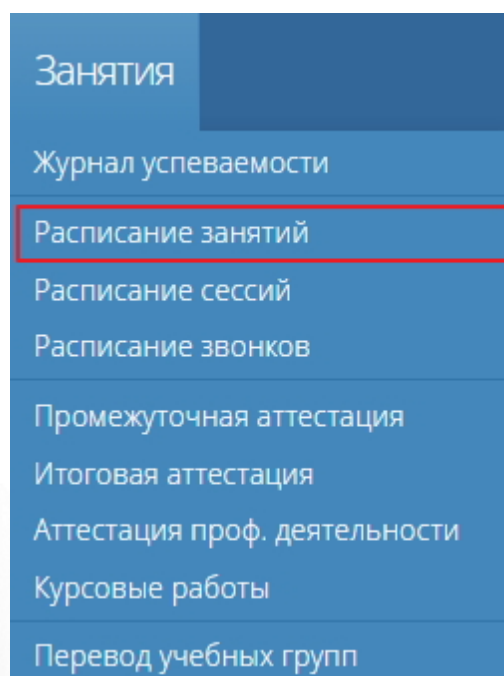 Занятия
Журнал успеваемости
Расписание занятий
Расписание сессий
Расписание звонков
Промежуточная аттестация
Итоговая аттестация
Аттестация проф. деятельности
Курсовые работы
Перевод учебных групп